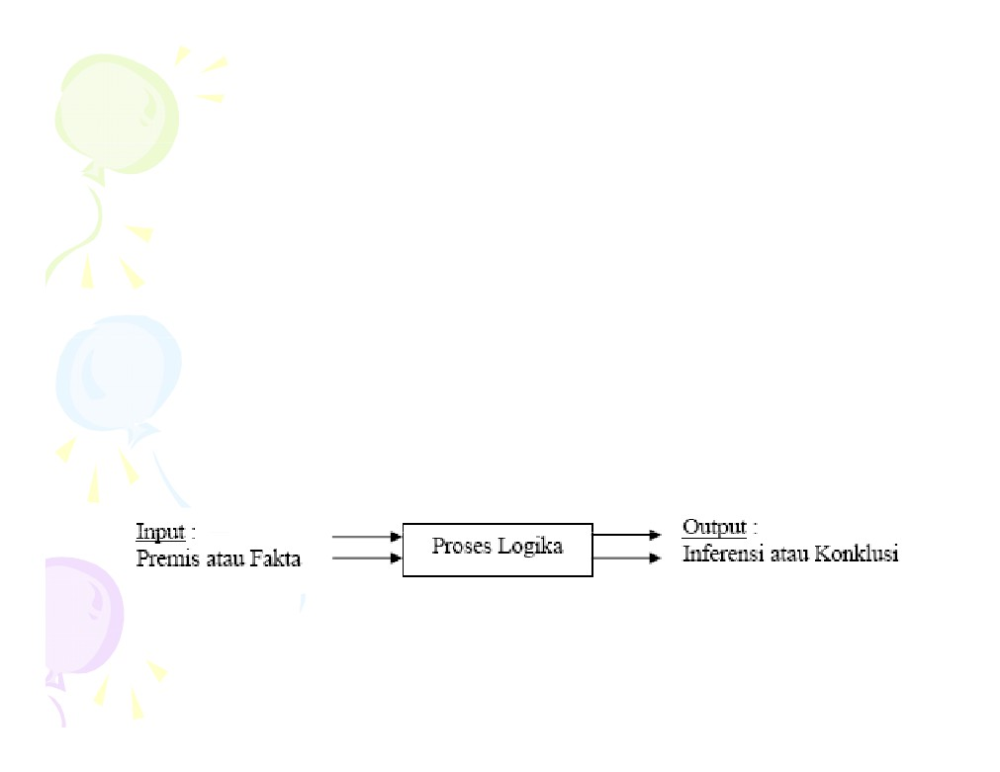 Input :
Premis atau Fakta
Proses Logika
Output :
Inferensi atau Konklusi